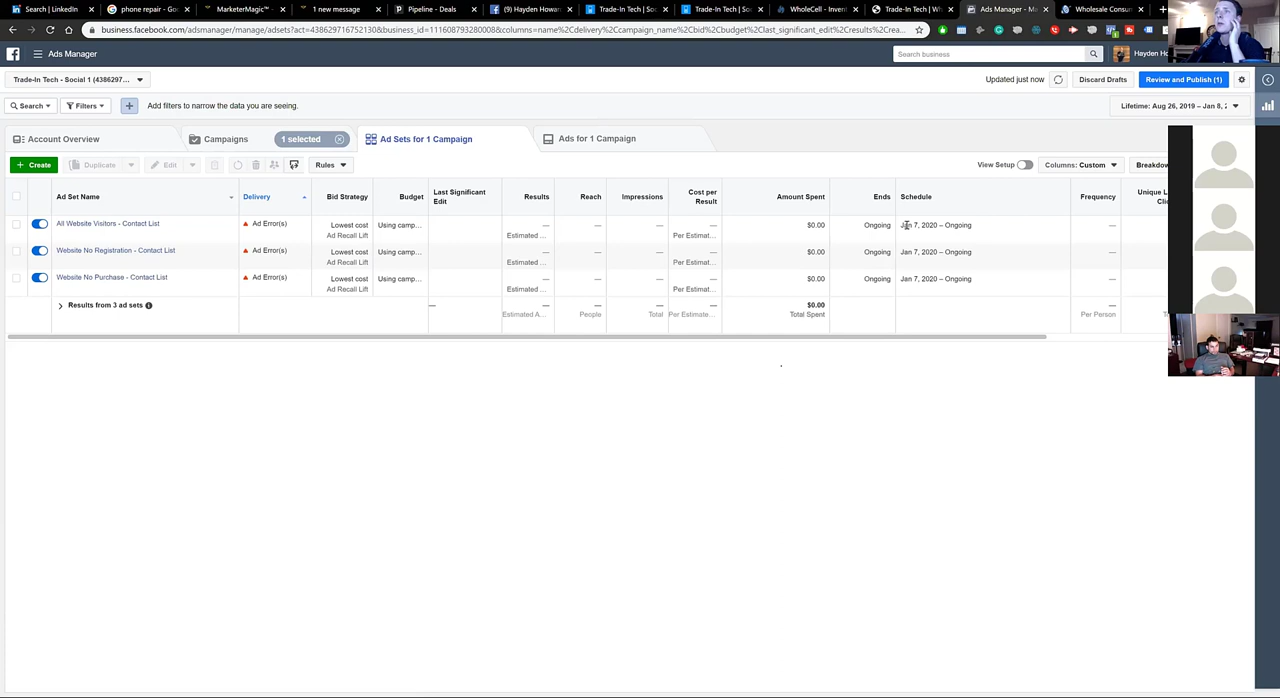 Search | LinkedIn
phone repair - Goo
MarketerMagic™ -
1 new message
Pipeline - Deals
(9) Hayden Howar
Trade-In Tech | Soc
Trade-In Tech | Soc
WholeCell - Invent
Trade-In Tech | Wh
Ads Manager - Ma
Wholesale Consum
business.facebook.com/adsmanager/manage/adsets?act=438629716752130&business_id=111608793280008&columns=name%2Cdelivery%2Ccampaign_name%2Cbid%2Cbudget%2Clast_significant_edit%2Cresults%2Crea...
Ads Manager
Search business
Hayden Ho
Trade-In Tech - Social 1 (4386297...
Updated just now
Discard Drafts
Review and Publish (1)
Search
Filters
Add filters to narrow the data you are seeing.
Lifetime: Aug 26, 2019 – Jan 8, 2
Account Overview
Campaigns
1 selected
Ad Sets for 1 Campaign
Ads for 1 Campaign
+ Create
Duplicate
Edit
Rules
View Setup
Columns: Custom
Breakdow
Ad Set Name
Delivery
Bid Strategy
Budget
Last Significant Edit
Results
Reach
Impressions
Cost per Result
Amount Spent
Ends
Schedule
Frequency
Unique L
Clic
All Website Visitors - Contact List
Ad Error(s)
Lowest cost
Ad Recall Lift
Using camp...
—
Estimated ...
—
—
—
Per Estimat...
$0.00
Ongoing
Jan 7, 2020 – Ongoing
—
Website No Registration - Contact List
Ad Error(s)
Lowest cost
Ad Recall Lift
Using camp...
—
Estimated ...
—
—
—
Per Estimat...
$0.00
Ongoing
Jan 7, 2020 – Ongoing
—
Website No Purchase - Contact List
Ad Error(s)
Lowest cost
Ad Recall Lift
Using camp...
—
Estimated ...
—
—
—
Per Estimat...
$0.00
Ongoing
Jan 7, 2020 – Ongoing
—
Results from 3 ad sets
—
—
Estimated A...
—
People
—
Total
—
Per Estimate...
$0.00
Total Spent
—
Per Person